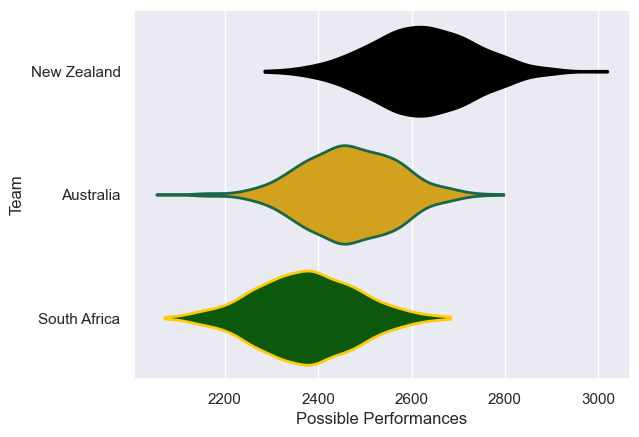 New Zealand
Australia
South Africa
Team
2200 2400 2600 2800 3000
Possible Performances